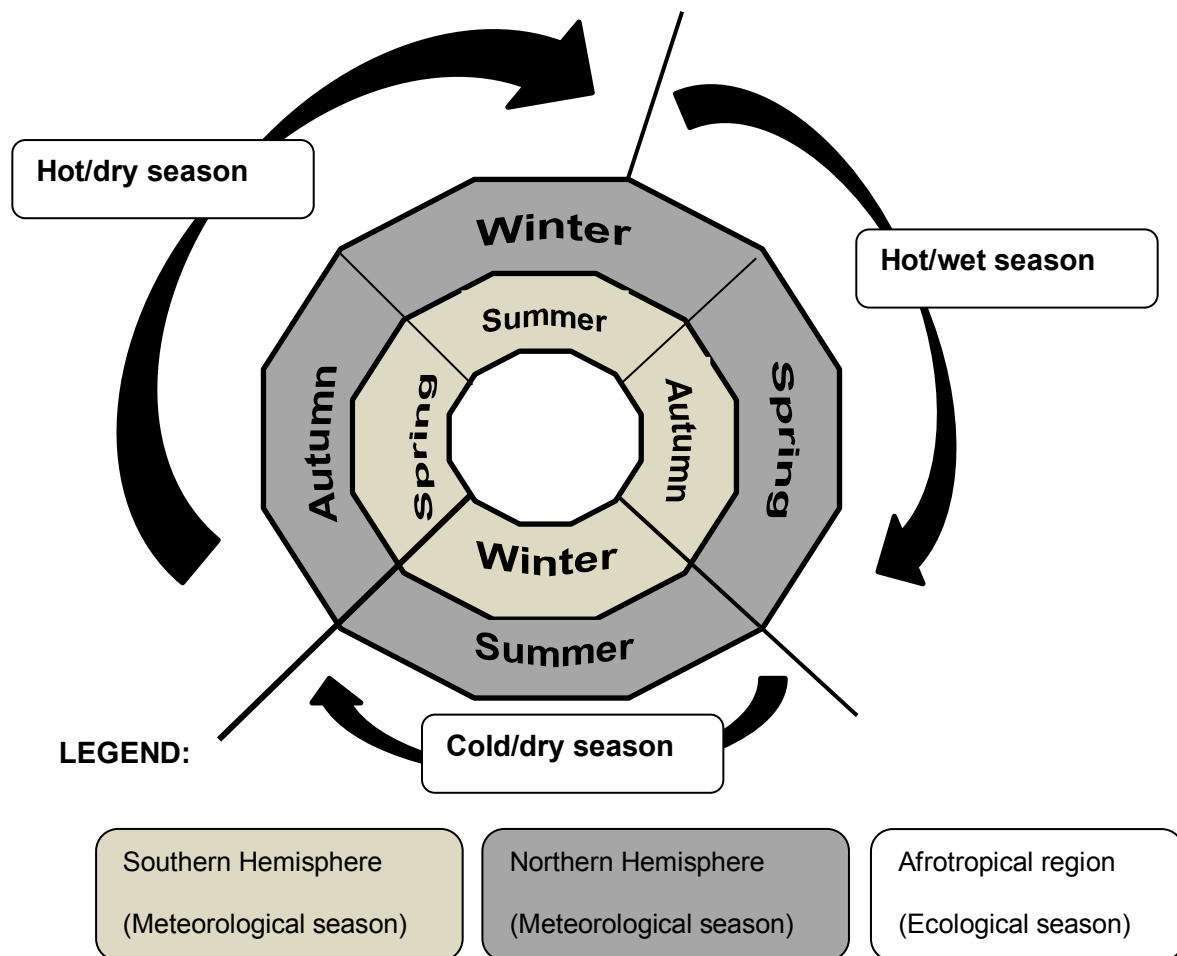 Hot/dry season
Winter
Hot/wet season
Summer
Autumn
Spring
Autumn
Spring
Winter
Summer
Cold/dry season
LEGEND:
Southern Hemisphere
(Meteorological season)
Northern Hemisphere
(Meteorological season)
Afrotropical region
(Ecological season)